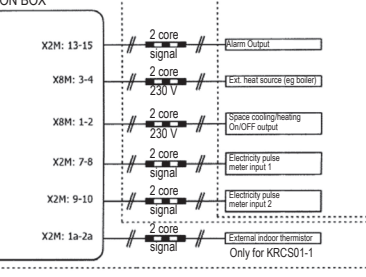 ON BOX
X2M: 13-15
2 core
signal
Alarm Output
X8M: 3-4
2 core
230 V
Ext. heat source (eg boiler)
X8M: 1-2
2 core
230 V
Space cooling/heating
On/OFF output
X2M: 7-8
2 core
signal
Electricity pulse
meter input 1
X2M: 9-10
2 core
signal
Electricity pulse
meter input 2
X2M: 1a-2a
2 core
signal
External indoor thermistor
Only for KRCS01-1